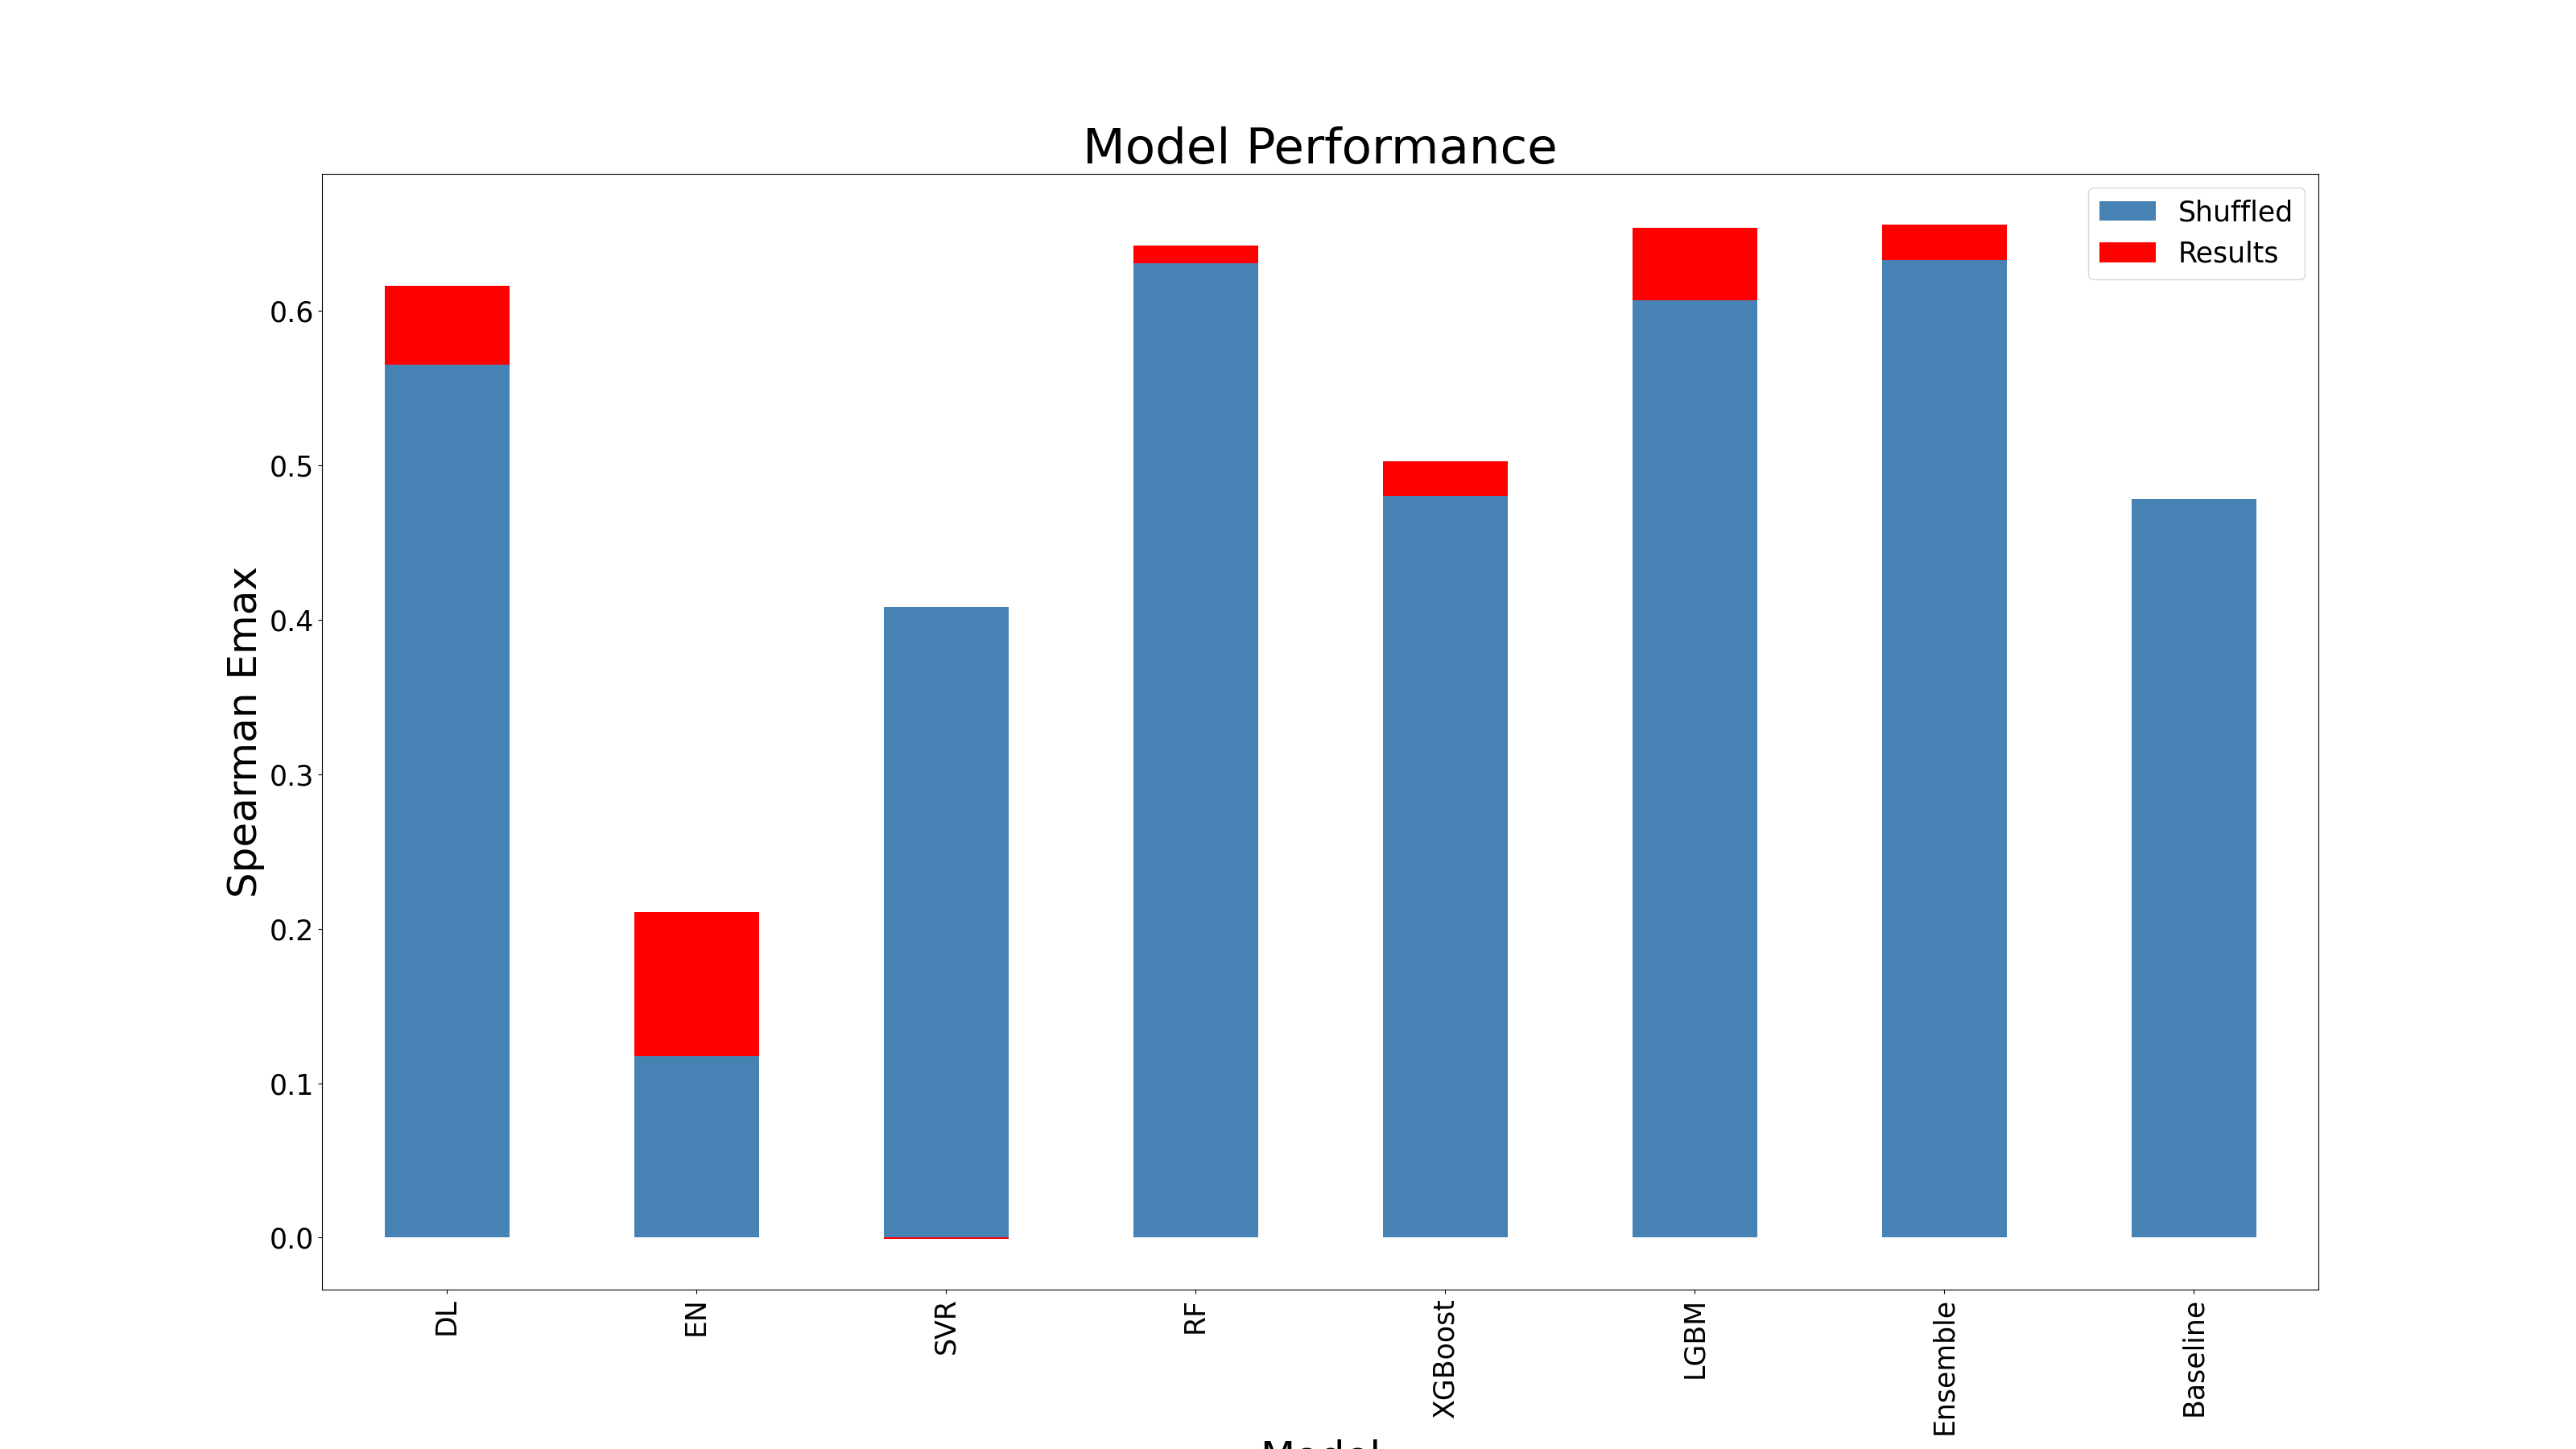 Model Performance
Shuffled
Results
Spearman Emax
0.6
0.5
0.4
0.3
0.2
0.1
0.0
DL
EN
SVR
RF
XGBoost
LGBM
Ensemble
Baseline
Model